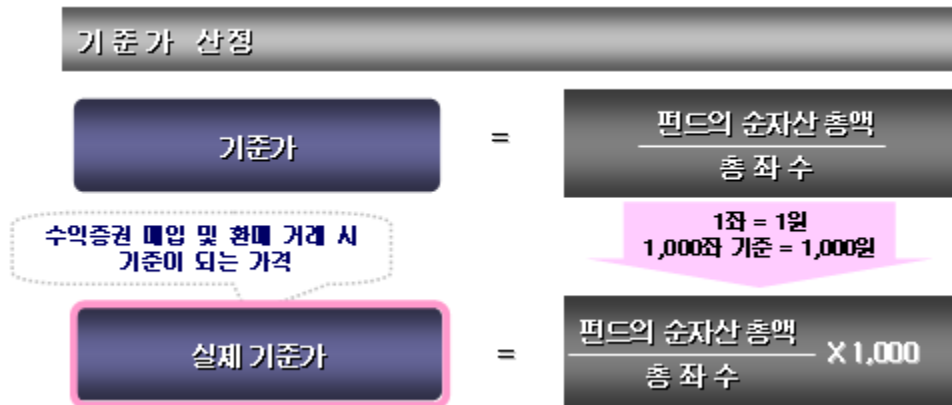 기준가 산정
기준가
=
펀드의 순자산 총액
총 좌 수
수익증권 매입 및 환매 거래 시
기준이 되는 가격
1좌 = 1원
1,000좌 기준 = 1,000원
실제 기준가
=
펀드의 순자산 총액
총 좌 수
X 1,000